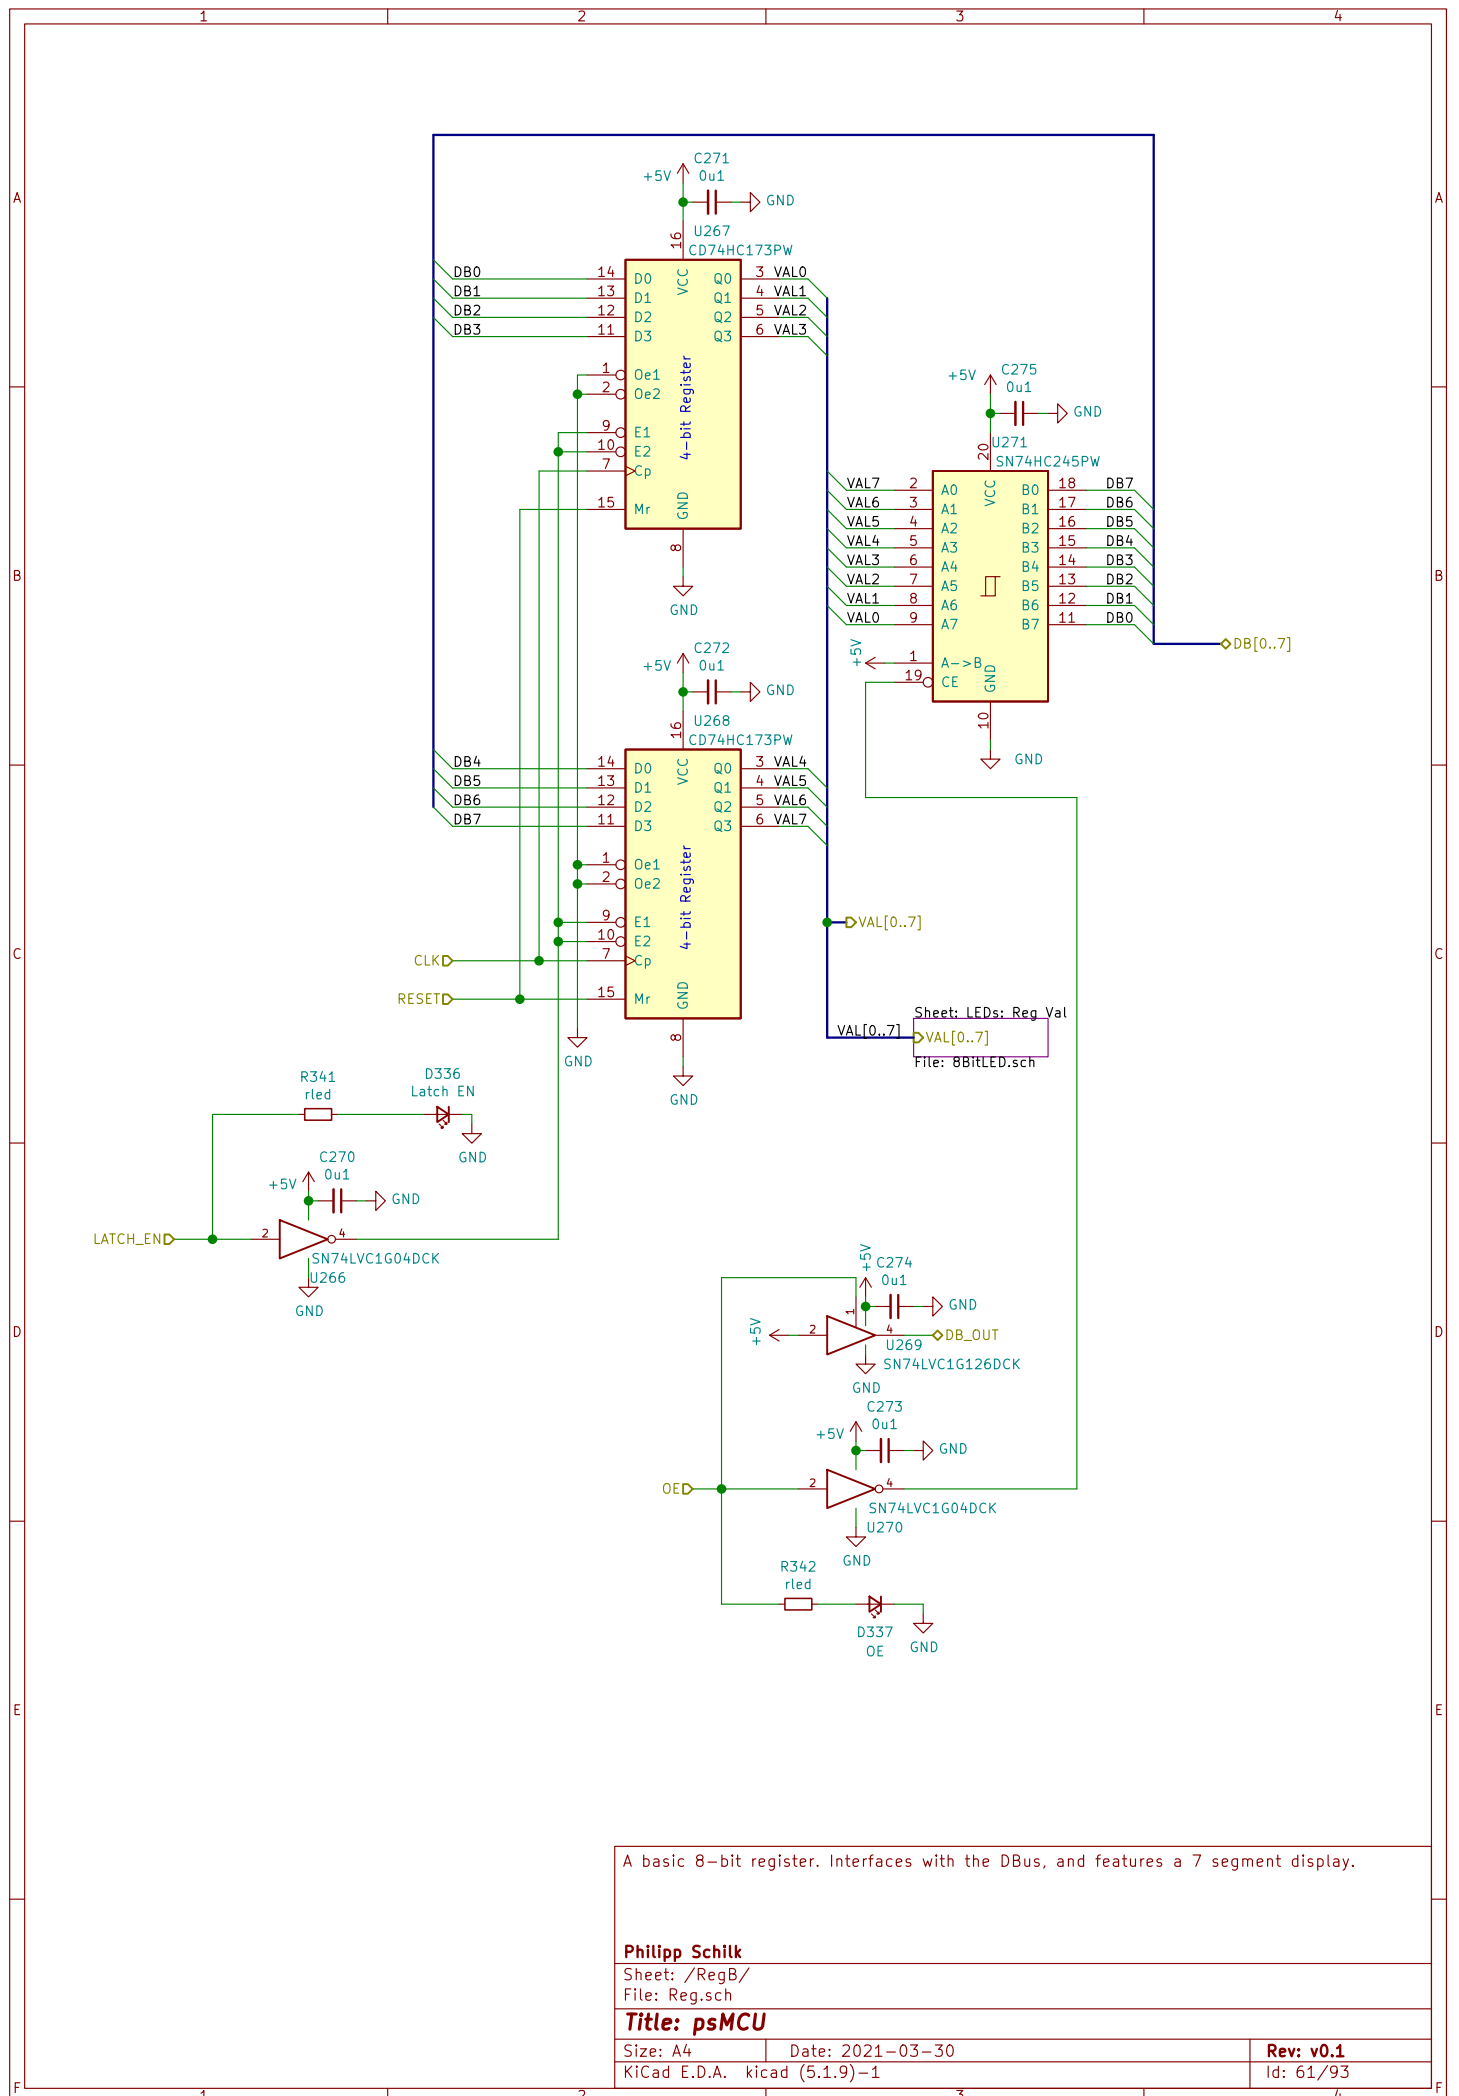 1 2 3 4
A A
C271
+5V 0u1
GND
U267
CD74HC173PW
16
DB0 14 D0 VCC Q0 3 VAL0
DB1 13 D1 Q1 4 VAL1
DB2 12 D2 Q2 5 VAL2
DB3 11 D3 Q3 6 VAL3
1 Oe1
2 Oe2
9 E1
10 E2
7 Cp
15 Mr
4-bit Register
GND
8
GND
C275
+5V 0u1
GND
U271
SN74HC245PW
20
VCC
VAL7 2 A0 B0 18 DB7
VAL6 3 A1 B1 17 DB6
VAL5 4 A2 B2 16 DB5
VAL4 5 A3 B3 15 DB4
VAL3 6 A4 B4 14 DB3
VAL2 7 A5 B5 13 DB2
VAL1 8 A6 B6 12 DB1
VAL0 9 A7 B7 11 DB0
+5V 1 A->B
19 CE
GND
10
GND
DB[0..7]
B B
C272
+5V 0u1
GND
U268
CD74HC173PW
16
DB4 14 D0 VCC Q0 3 VAL4
DB5 13 D1 Q1 4 VAL5
DB6 12 D2 Q2 5 VAL6
DB7 11 D3 Q3 6 VAL7
1 Oe1
2 Oe2
9 E1
10 E2
CLK 7 Cp
RESET 15 Mr
4-bit Register
GND
8
GND
GND
VAL[0..7]
C C
Sheet: LEDs: Reg Val
VAL[0..7] VAL[0..7]
File: 8BitLED.sch
R341
rled
D336
Latch EN
GND
C270
+5V 0u1
GND
LATCH_EN 2 4
SN74LVC1G04DCK
U266
GND
D D
+5V
C274
0u1
GND
1
+5V 2 4 DB_OUT
U269
SN74LVC1G126DCK
GND
C273
+5V 0u1
GND
OE 2 4
SN74LVC1G04DCK
U270
GND
R342
rled
D337
OE
GND
E E
A basic 8-bit register. Interfaces with the DBus, and features a 7 segment display.
Philipp Schilk
Sheet: /RegB/
File: Reg.sch
Title: psMCU
Size: A4 Date: 2021-03-30 Rev: v0.1
KiCad E.D.A. kicad (5.1.9)-1 Id: 61/93
F F
1 2 3 4